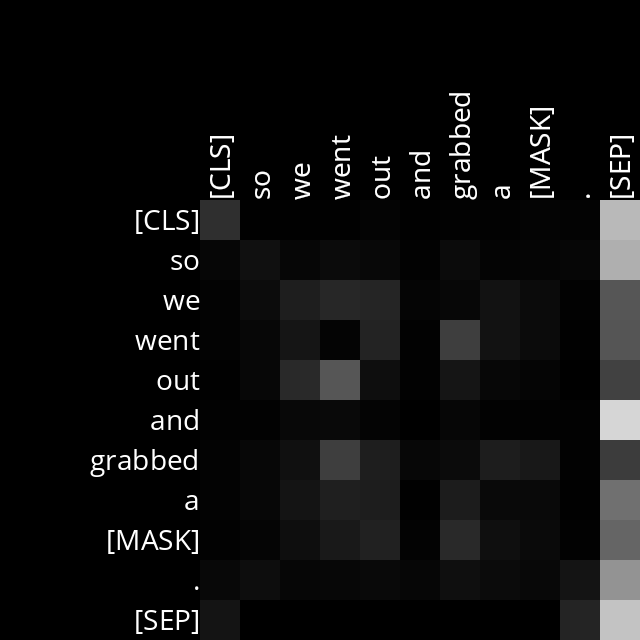 [CLS] so we went out and grabbed a [MASK] . [SEP]
[CLS]
so
we
went
out
and
grabbed
a
[MASK]
.
[SEP]